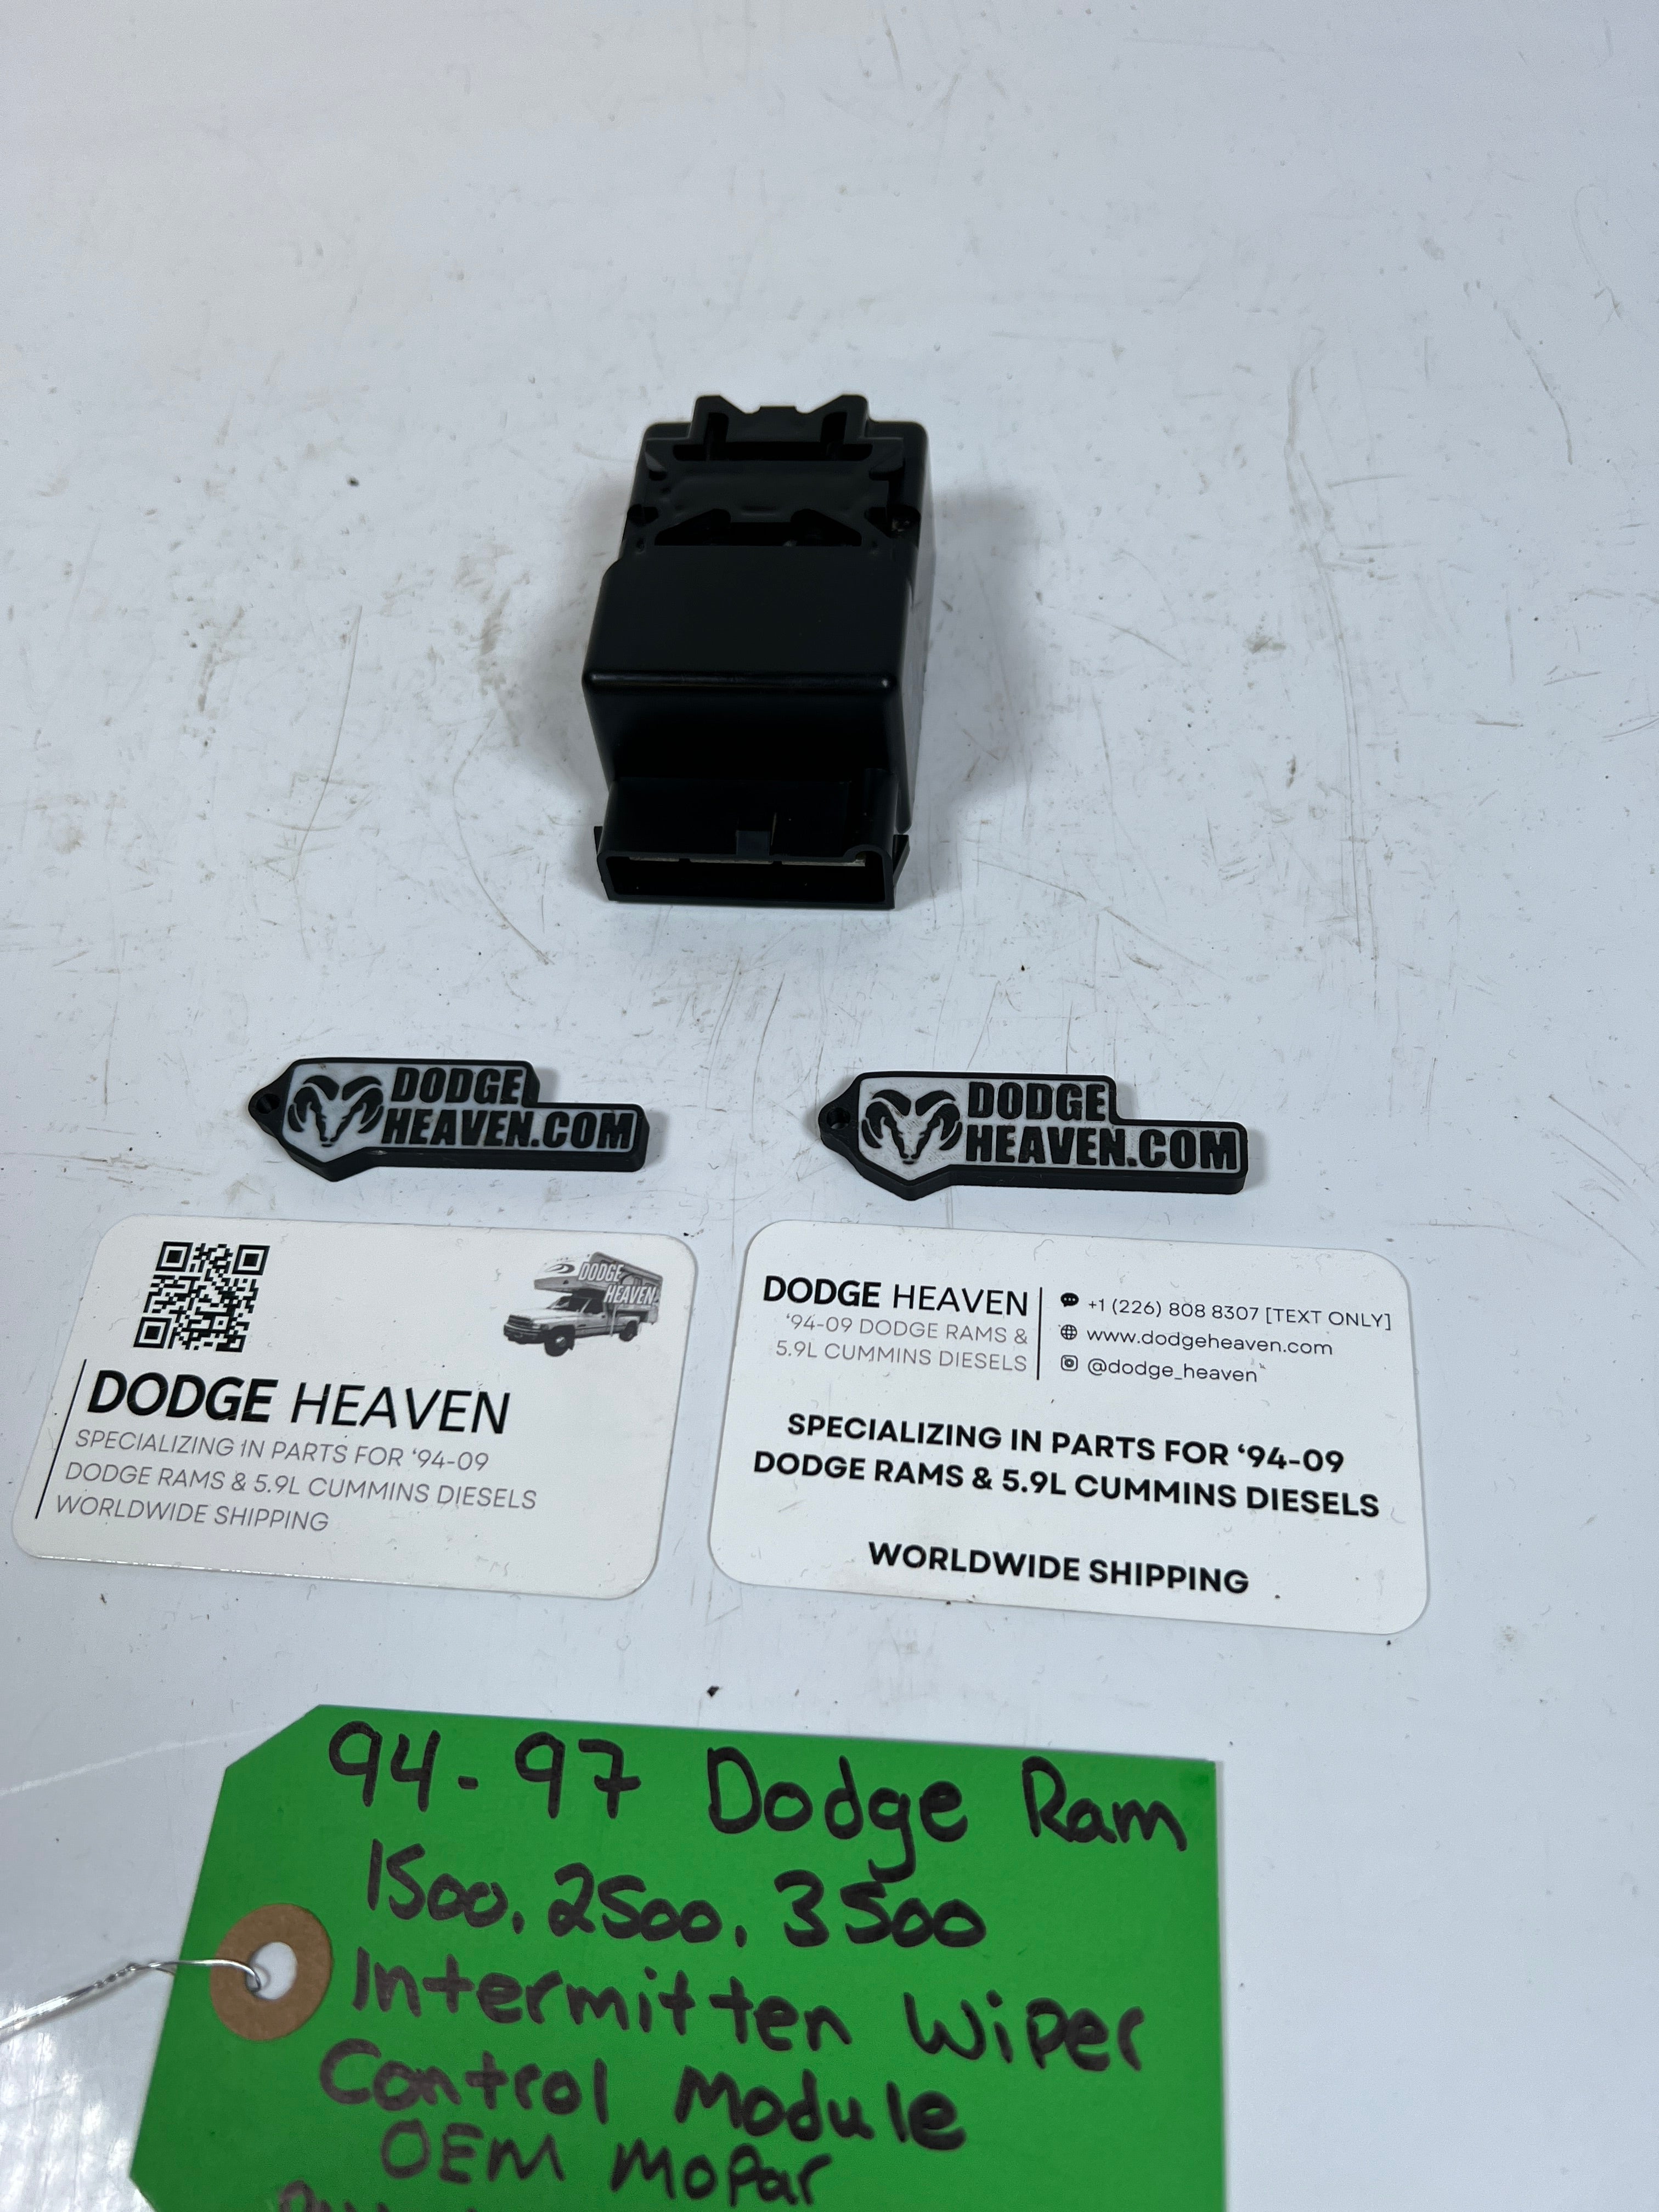 DODGE
HEAVEN.COM
DODGE
HEAVEN.COM
DODGE
HEAVEN
DODGE HEAVEN
SPECIALIZING IN PARTS FOR ‘94-09
DODGE RAMS & 5.9L CUMMINS DIESELS
WORLDWIDE SHIPPING
DODGE HEAVEN
‘94-09 DODGE RAMS &
5.9L CUMMINS DIESELS
+1 (226) 808 8307 [TEXT ONLY]
www.dodgeheaven.com
@dodge_heaven
SPECIALIZING IN PARTS FOR ‘94-09
DODGE RAMS & 5.9L CUMMINS DIESELS
WORLDWIDE SHIPPING
94-97 Dodge Ram
1500, 2500, 3500
Intermitten Wiper
Control Module
OEM Mopar